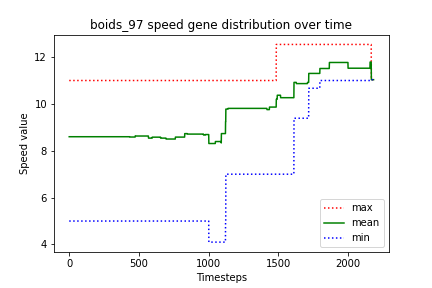 boids_97 speed gene distribution over time
Speed value
12
10
8
6
4
0 500 1000 1500 2000
Timesteps
max
mean
min